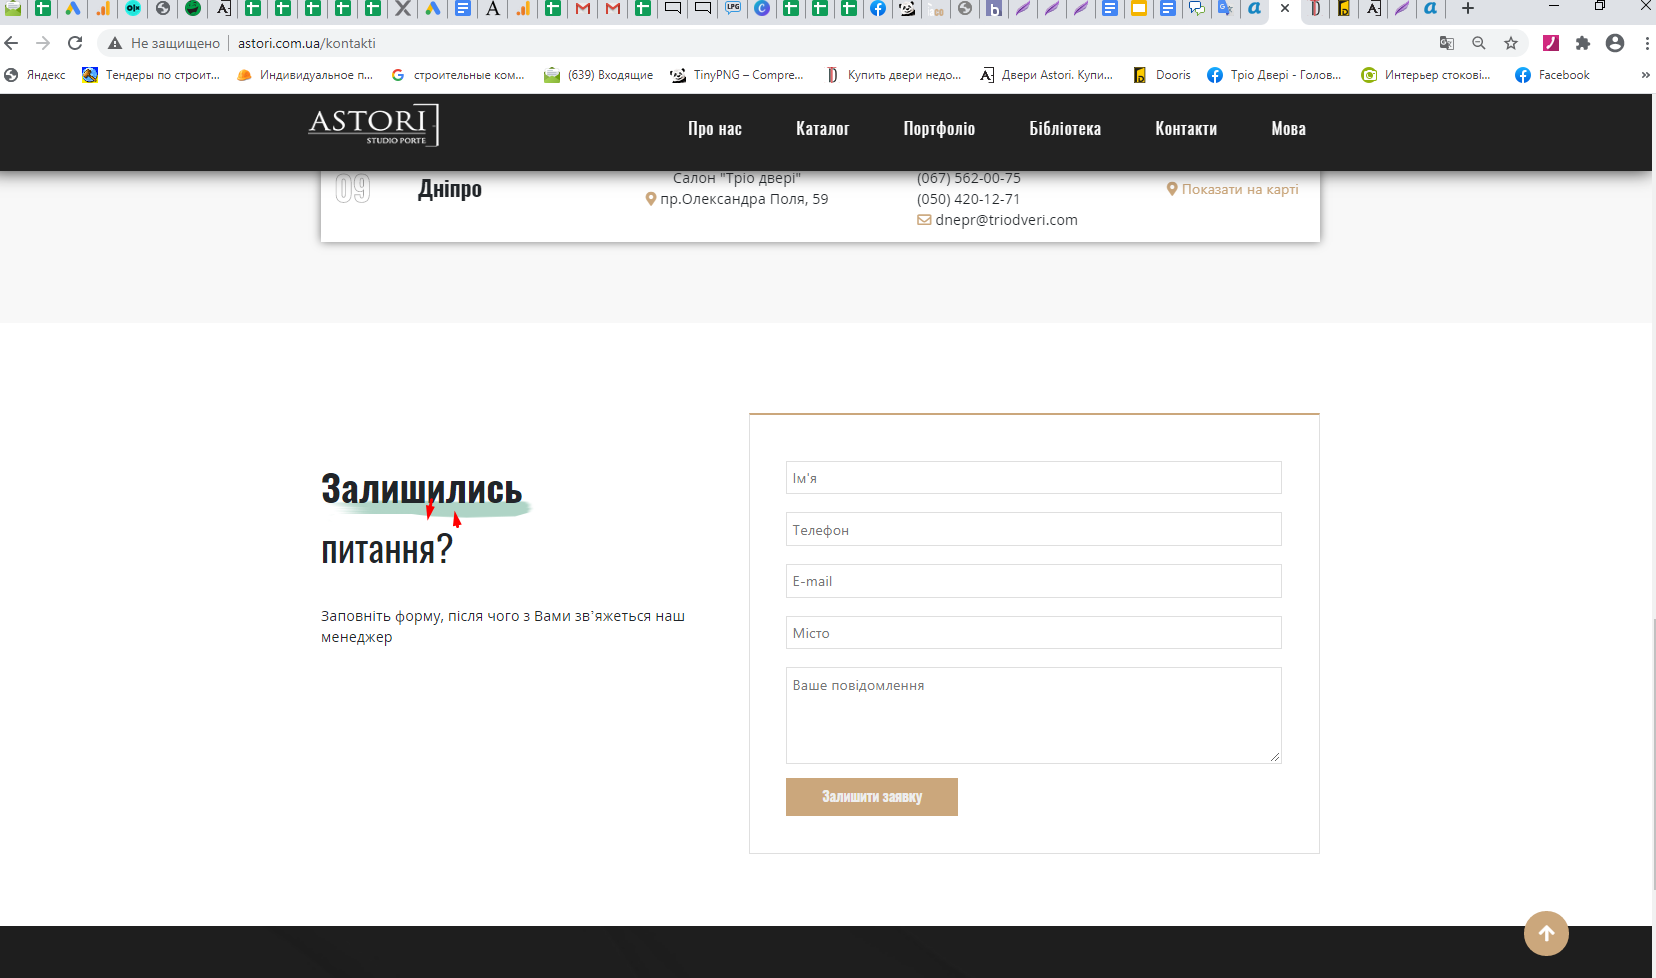 Не защищено | astori.com.ua/kontakti
Яндекс Тендеры по строит... Индивидуальное п... строительные ком... (639) Входящие TinyPNG – Compre... Купить двери недо... Двери Astori. Купи... Dooris Тріо Двері - Голов... Интерьер стокові... Facebook »
ASTORI
STUDIO PORTE
Про нас Каталог Портфоліо Бібліотека Контакти Мова
09 Дніпро
Салон "Тріо двері"
пр.Олександра Поля, 59
(067) 562-00-75
(050) 420-12-71
dnepr@triodveri.com
Показати на карті
Залишились
питання?
Заповніть форму, після чого з Вами зв’яжеться наш
менеджер
Ім'я
Телефон
E-mail
Місто
Ваше повідомлення
Залишити заявку